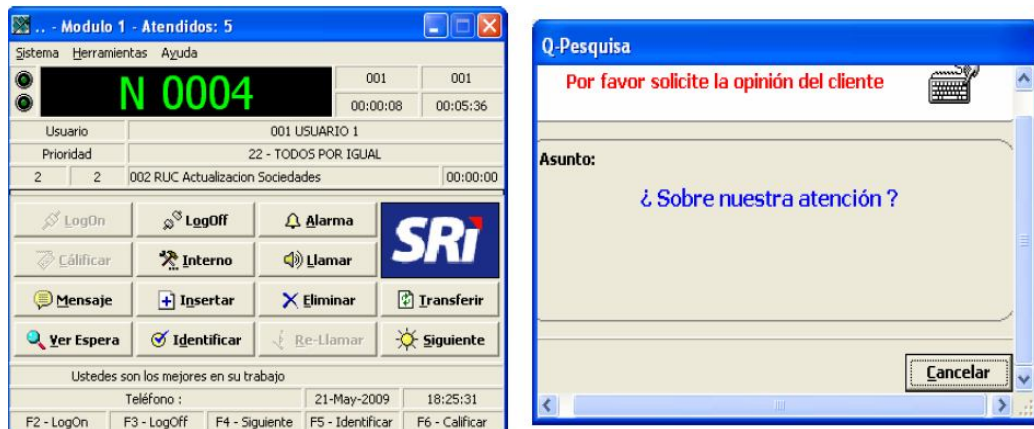 .. - Modulo 1 - Atendidos: 5
Sistema Herramientas Ayuda
N 0004
001 001
00:00:08 00:05:36
Usuario 001 USUARIO 1
Prioridad 22 - TODOS POR IGUAL
2 2 002 RUC Actualizacion Sociedades 00:00:00
LogOn LogOff Alarma
SRi
Cálificar Interno Llamar
Mensaje Insertar Eliminar Transferir
Ver Espera Identificar Re-Llamar Siguiente
Ustedes son los mejores en su trabajo
Teléfono : 21-May-2009 18:25:31
F2 - LogOn F3 - LogOff F4 - Siguiente F5 - Identificar F6 - Calificar
Q-Pesquisa
Por favor solicite la opinión del cliente
Asunto:
¿ Sobre nuestra atención ?
Cancelar